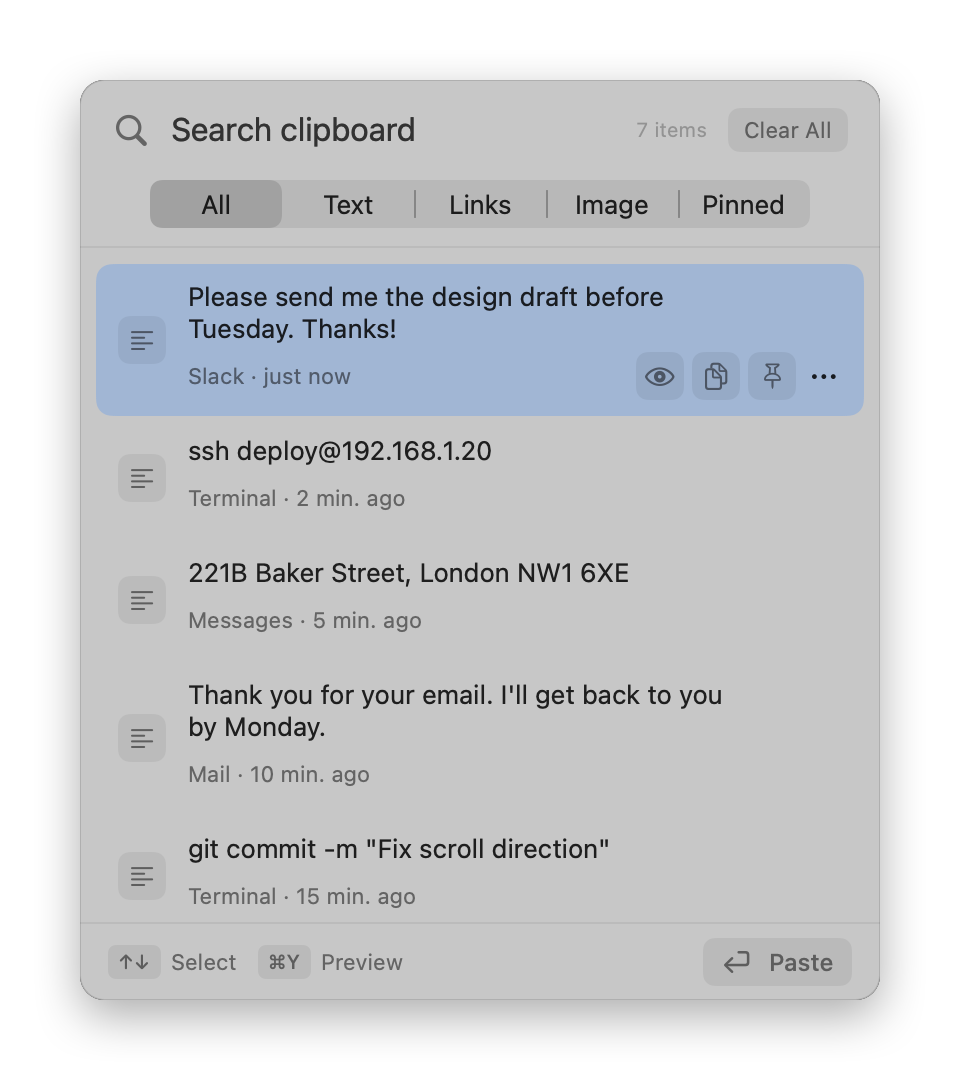 Search clipboard
7 items
Clear All
All
Text
Links
Image
Pinned
Please send me the design draft before
Tuesday. Thanks!
Slack · just now
ssh deploy@192.168.1.20
Terminal · 2 min. ago
221B Baker Street, London NW1 6XE
Messages · 5 min. ago
Thank you for your email. I'll get back to you
by Monday.
Mail · 10 min. ago
git commit -m "Fix scroll direction"
Terminal · 15 min. ago
↑↓ Select
⌘Y Preview
Paste